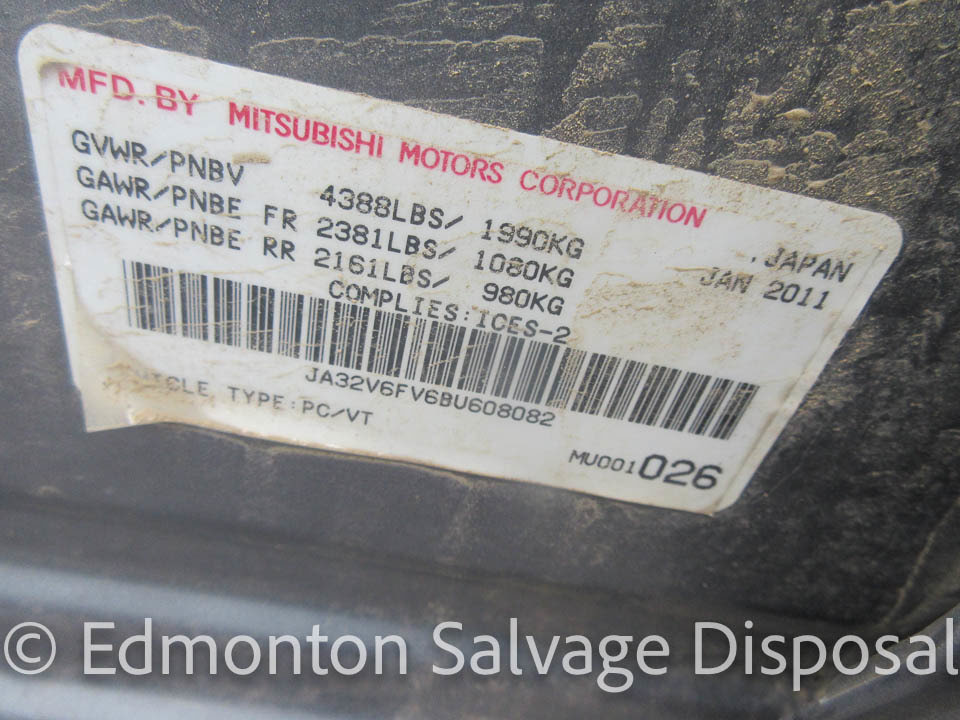 MFD. BY MITSUBISHI MOTORS CORPORATION
GVWR/PNBV 4388LBS/ 1990KG JAPAN
GAWR/PNBE FR 2381LBS/ 1080KG JAN 2011
GAWR/PNBE RR 2161LBS/ 980KG
COMPLIES:ICES-2
JA32V6FV6BU608082
TYPE:PC/VT
MU001026
© Edmonton Salvage Disposal